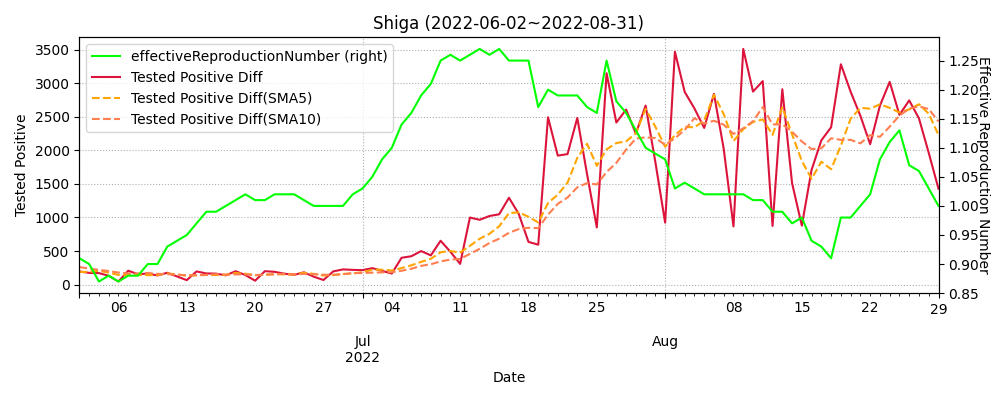 Shiga (2022-06-02~2022-08-31)
effectiveReproductionNumber (right)
Tested Positive Diff
Tested Positive Diff(SMA5)
Tested Positive Diff(SMA10)
Tested Positive
3500
3000
2500
2000
1500
1000
500
0
Effective Reproduction Number
1.25
1.20
1.15
1.10
1.05
1.00
0.95
0.90
0.85
06 13 20 27 04 11 18 25 08 15 22 29
Jul Aug
2022
Date